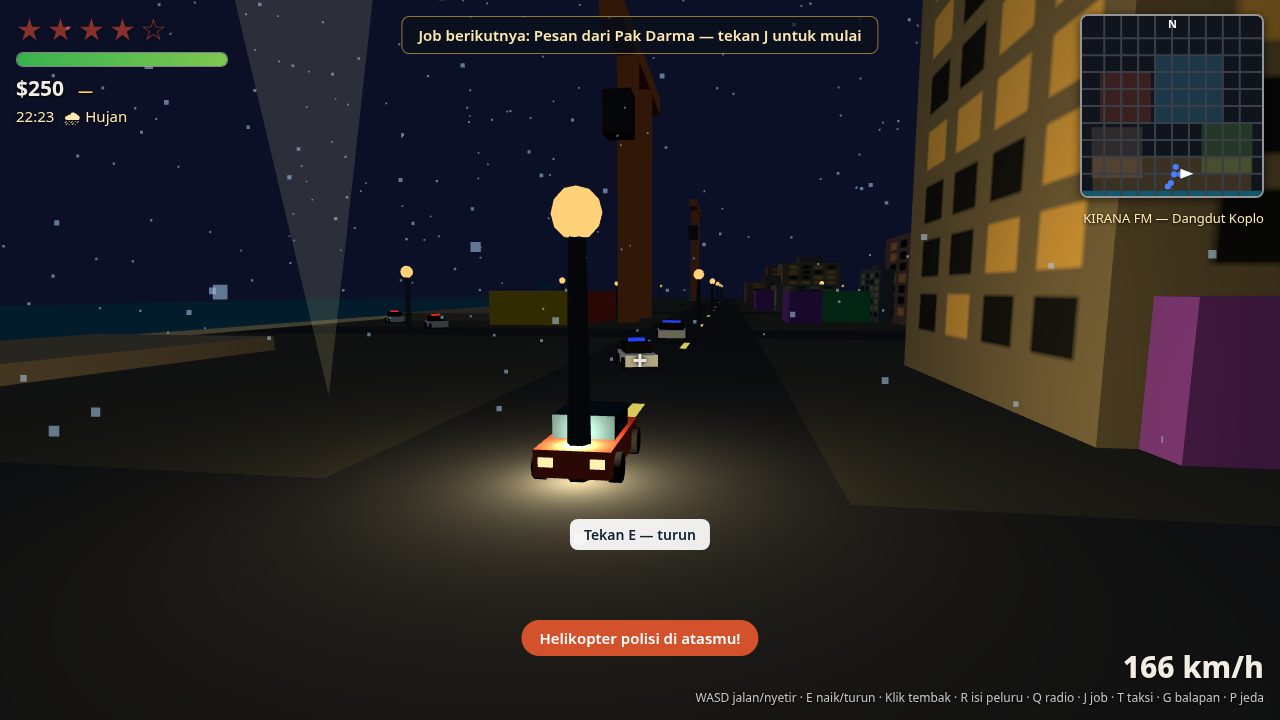 ★★★★☆
Job berikutnya: Pesan dari Pak Darma — tekan J untuk mulai
N
$250 —
22:23 🌧 Hujan
KIRANA FM — Dangdut Koplo
Tekan E — turun
Helikopter polisi di atasmu!
166 km/h
WASD jalan/nyetir · E naik/turun · Klik tembak · R isi peluru · Q radio · J job · T taksi · G balapan · P jeda